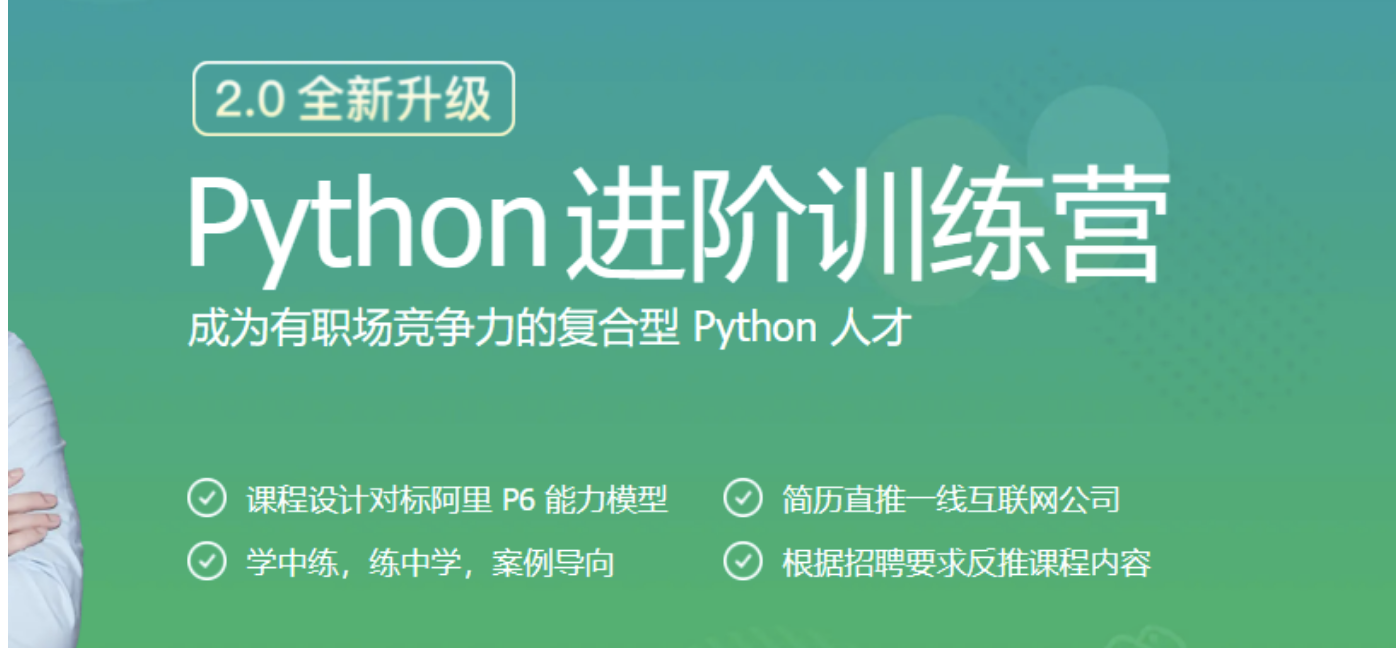 2.0 全新升级
Python 进阶训练营
成为有职场竞争力的复合型 Python 人才
课程设计对标阿里 P6 能力模型
简历直推一线互联网公司
学中练，练中学，案例导向
根据招聘要求反推课程内容